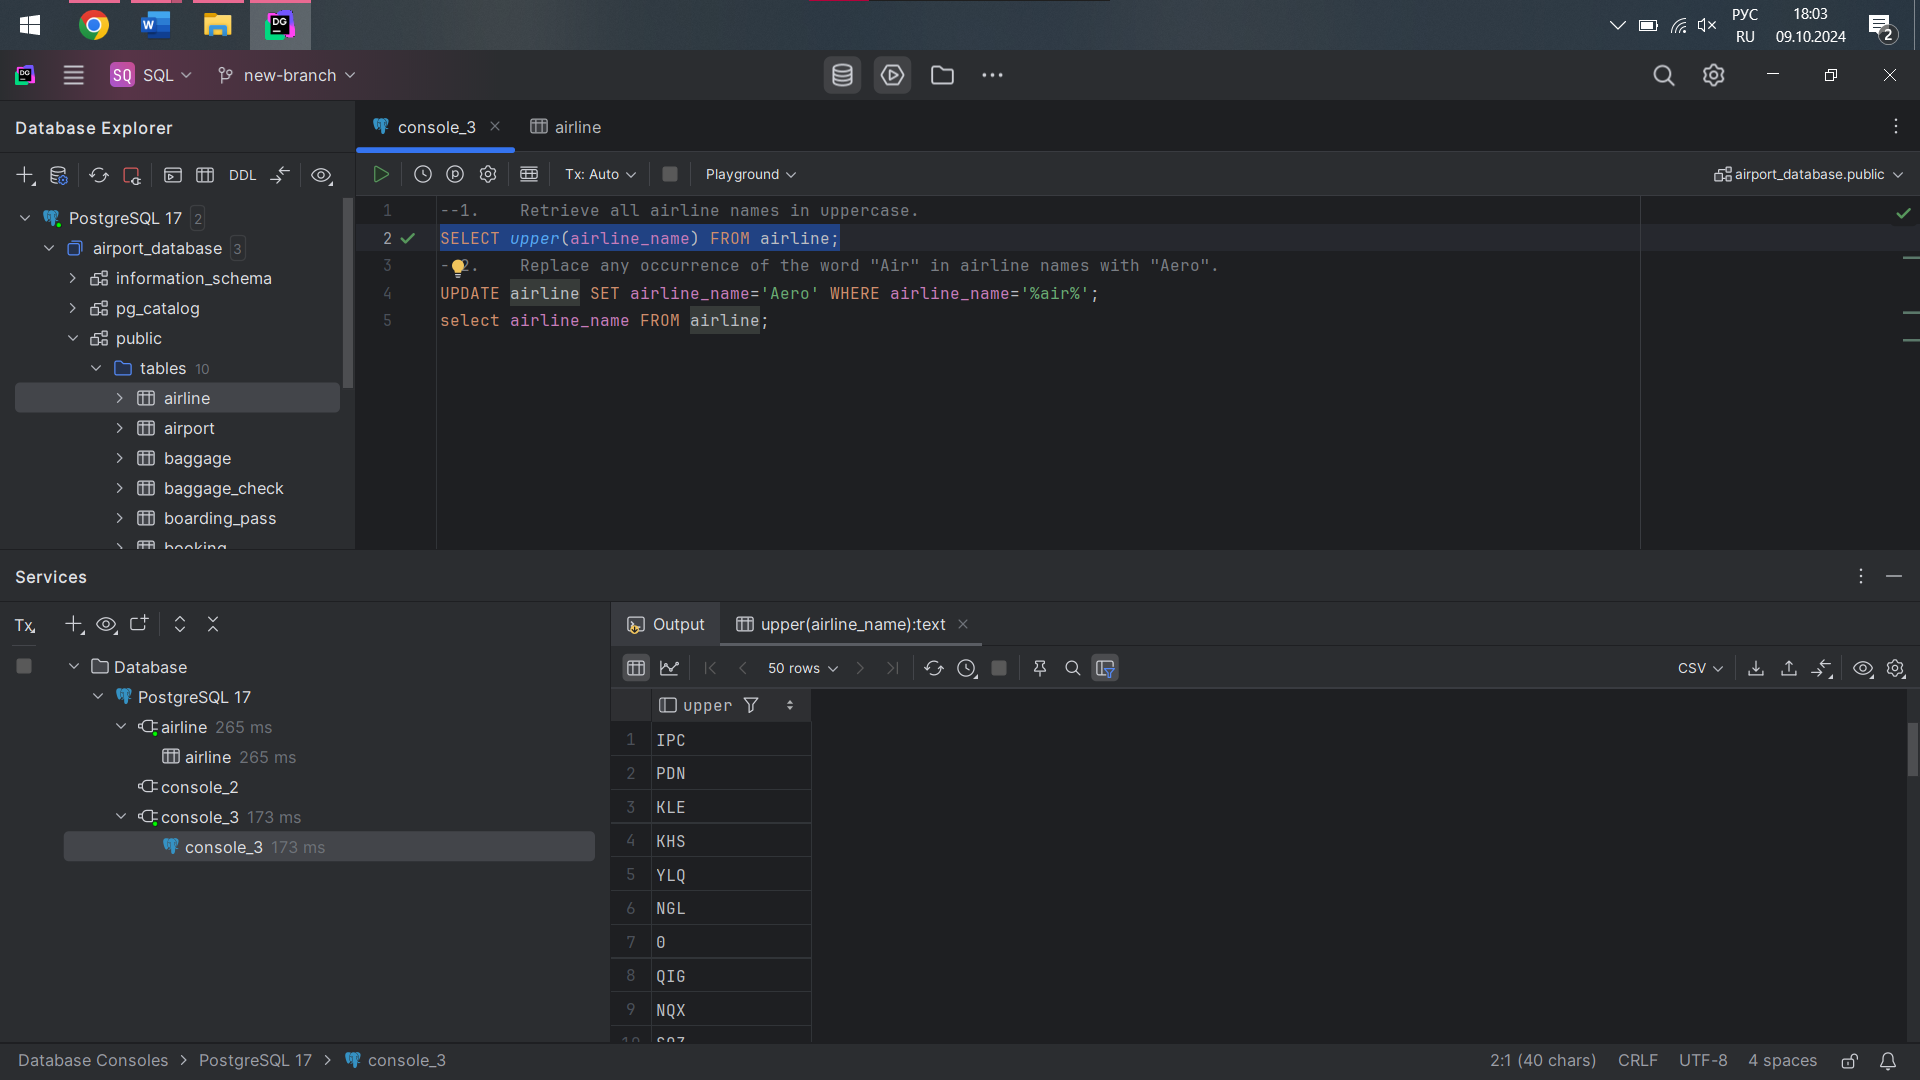 DG
РУС
RU
18:03
09.10.2024
2
SQ SQL
new-branch
Database Explorer
console_3
airline
DDL
Tx: Auto
Playground
airport_database.public
PostgreSQL 17 2
airport_database 3
information_schema
pg_catalog
public
tables 10
airline
airport
baggage
baggage_check
boarding_pass
booking
1 --1.    Retrieve all airline names in uppercase.
2 SELECT upper(airline_name) FROM airline;
3 - 2.    Replace any occurrence of the word "Air" in airline names with "Aero".
4 UPDATE airline SET airline_name='Aero' WHERE airline_name='%air%';
5 select airline_name FROM airline;
Services
Tx
Database
PostgreSQL 17
airline 265 ms
airline 265 ms
console_2
console_3 173 ms
console_3 173 ms
Output
upper(airline_name):text
50 rows
CSV
upper
1 IPC
2 PDN
3 KLE
4 KHS
5 YLQ
6 NGL
7 0
8 QIG
9 NQX
Database Consoles > PostgreSQL 17 > console_3
2:1 (40 chars)
CRLF
UTF-8
4 spaces